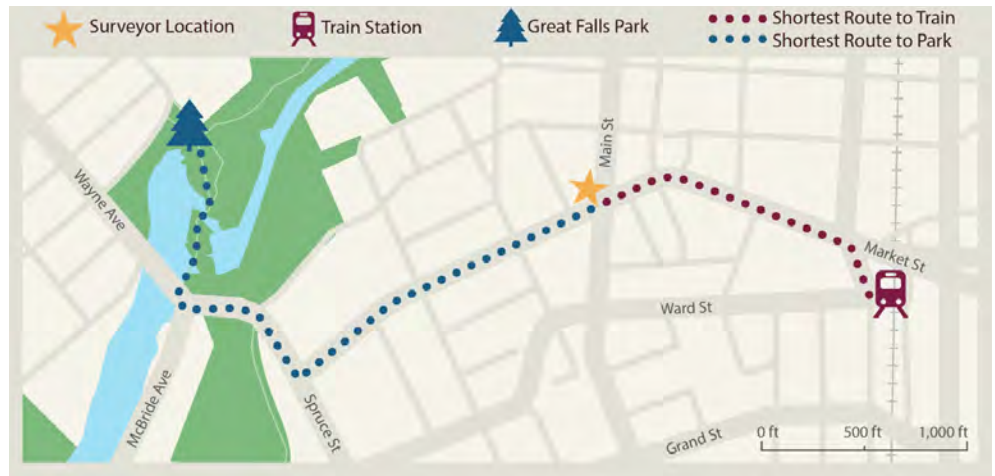 Surveyor Location
Train Station
Great Falls Park
Shortest Route to Train
Shortest Route to Park
Main St
Wayne Ave
Market St
Ward St
McBride Ave
Spruce St
Grand St
0 ft 500 ft 1,000 ft